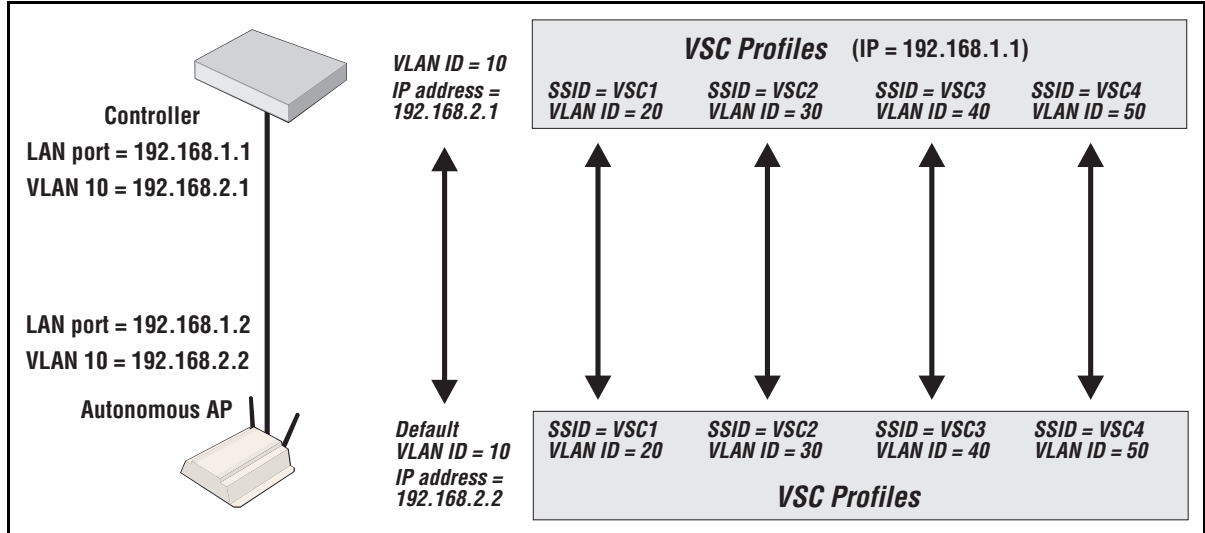 Controller
LAN port = 192.168.1.1
VLAN 10 = 192.168.2.1
LAN port = 192.168.1.2
VLAN 10 = 192.168.2.2
Autonomous AP
VLAN ID = 10
IP address =
192.168.2.1
Default
VLAN ID = 10
IP address =
192.168.2.2
VSC Profiles (IP = 192.168.1.1)
SSID = VSC1
VLAN ID = 20
SSID = VSC2
VLAN ID = 30
SSID = VSC3
VLAN ID = 40
SSID = VSC4
VLAN ID = 50
SSID = VSC1
VLAN ID = 20
SSID = VSC2
VLAN ID = 30
SSID = VSC3
VLAN ID = 40
SSID = VSC4
VLAN ID = 50
VSC Profiles